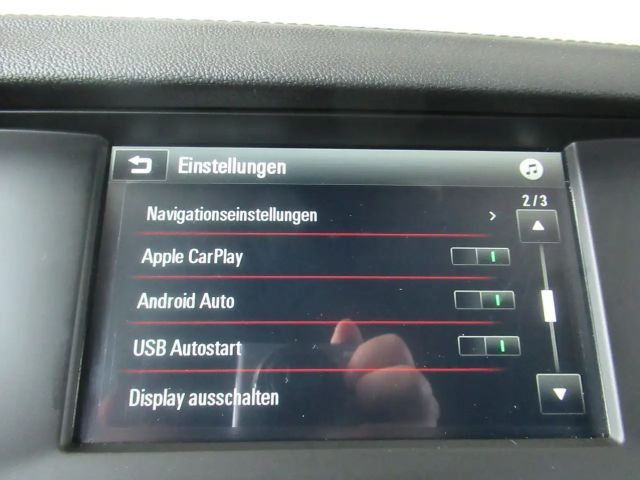 Einstellungen
2/3
Navigationseinstellungen
Apple CarPlay
Android Auto
USB Autostart
Display ausschalten